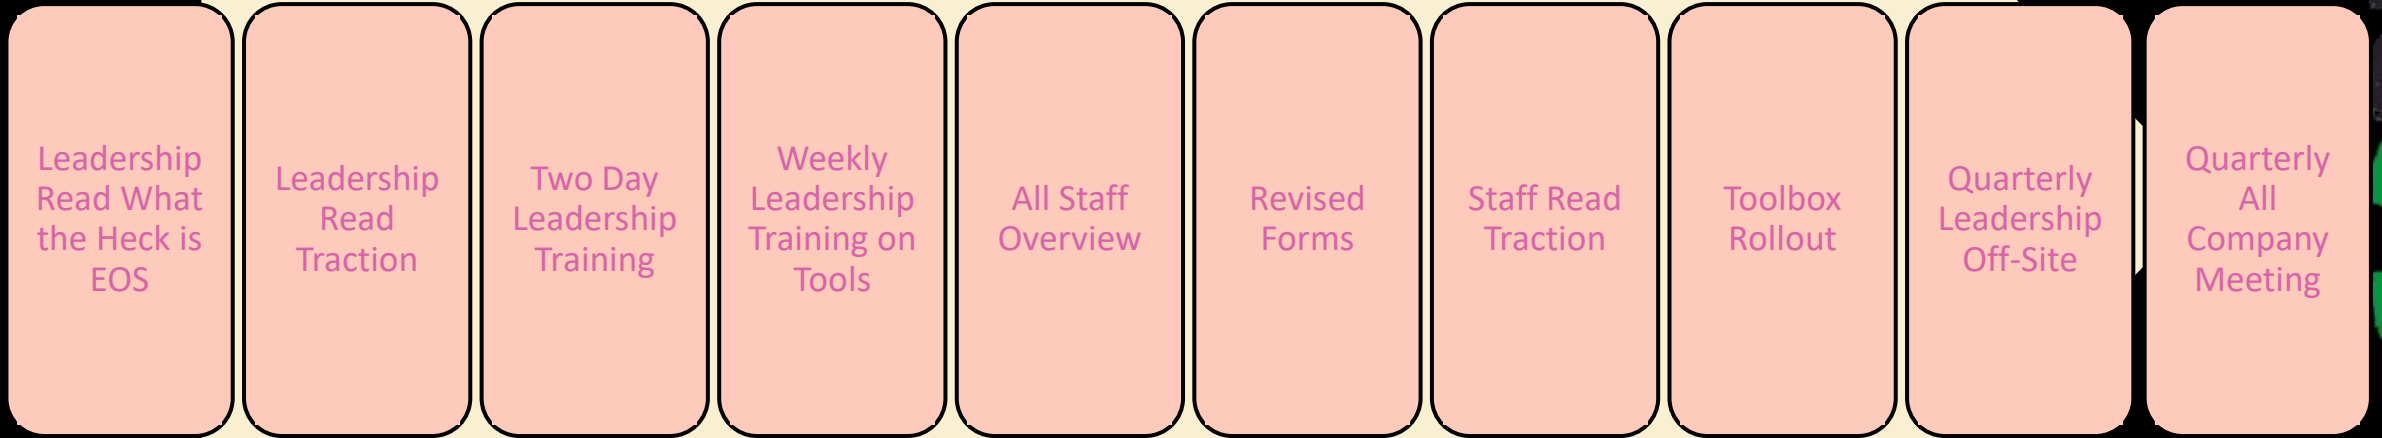 Leadership
Read What
the Heck is
EOS
Leadership
Read
Traction
Two Day
Leadership
Training
Weekly
Leadership
Training on
Tools
All Staff
Overview
Revised
Forms
Staff Read
Traction
Toolbox
Rollout
Quarterly
Leadership
Off-Site
Quarterly
All
Company
Meeting